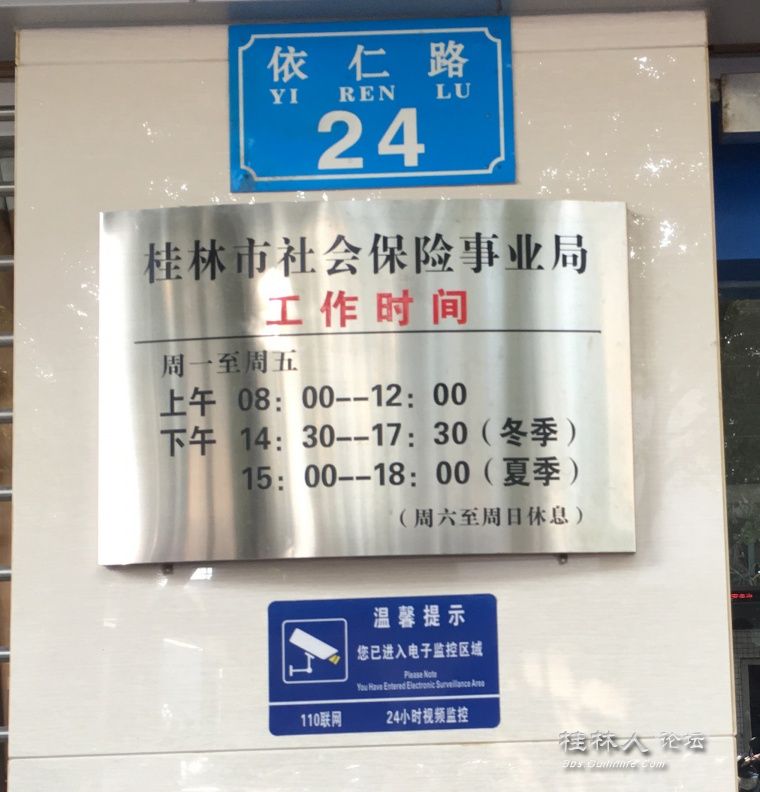 依仁路
YI REN LU
24
桂林市社会保险事业局
工作时间
周一至周五
上午 08：00--12：00
下午 14：30--17：30（冬季）
15：00--18：00（夏季）
（周六至周日休息）
温馨提示
您已进入电子监控区域
Please Note
You Have Entered Electronic Surveillance Area
110联网 24小时视频监控
桂林人论坛